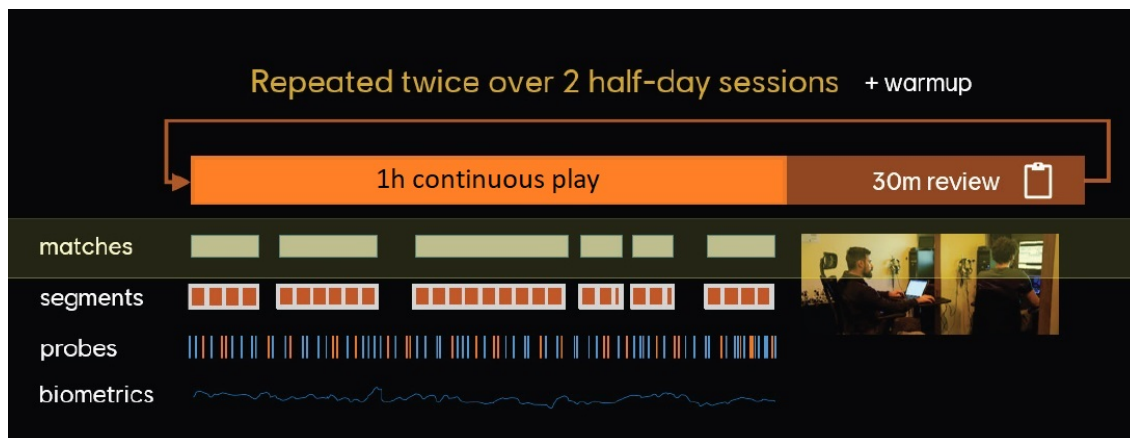 Repeated twice over 2 half-day sessions + warmup
1h continuous play
30m review
matches
segments
probes
biometrics